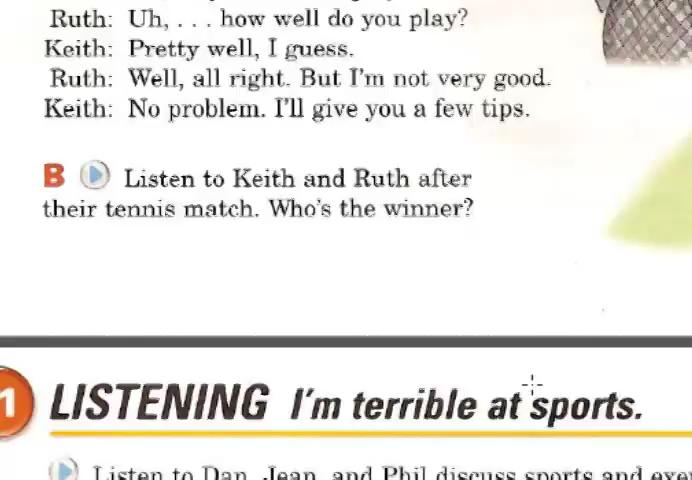 Ruth: Uh, . . . how well do you play?
Keith: Pretty well, I guess.
Ruth: Well, all right. But I'm not very good.
Keith: No problem. I'll give you a few tips.
B Listen to Keith and Ruth after
their tennis match. Who's the winner?
1 LISTENING I'm terrible at sports.
Listen to Dan, Jean, and Phil discuss sports and